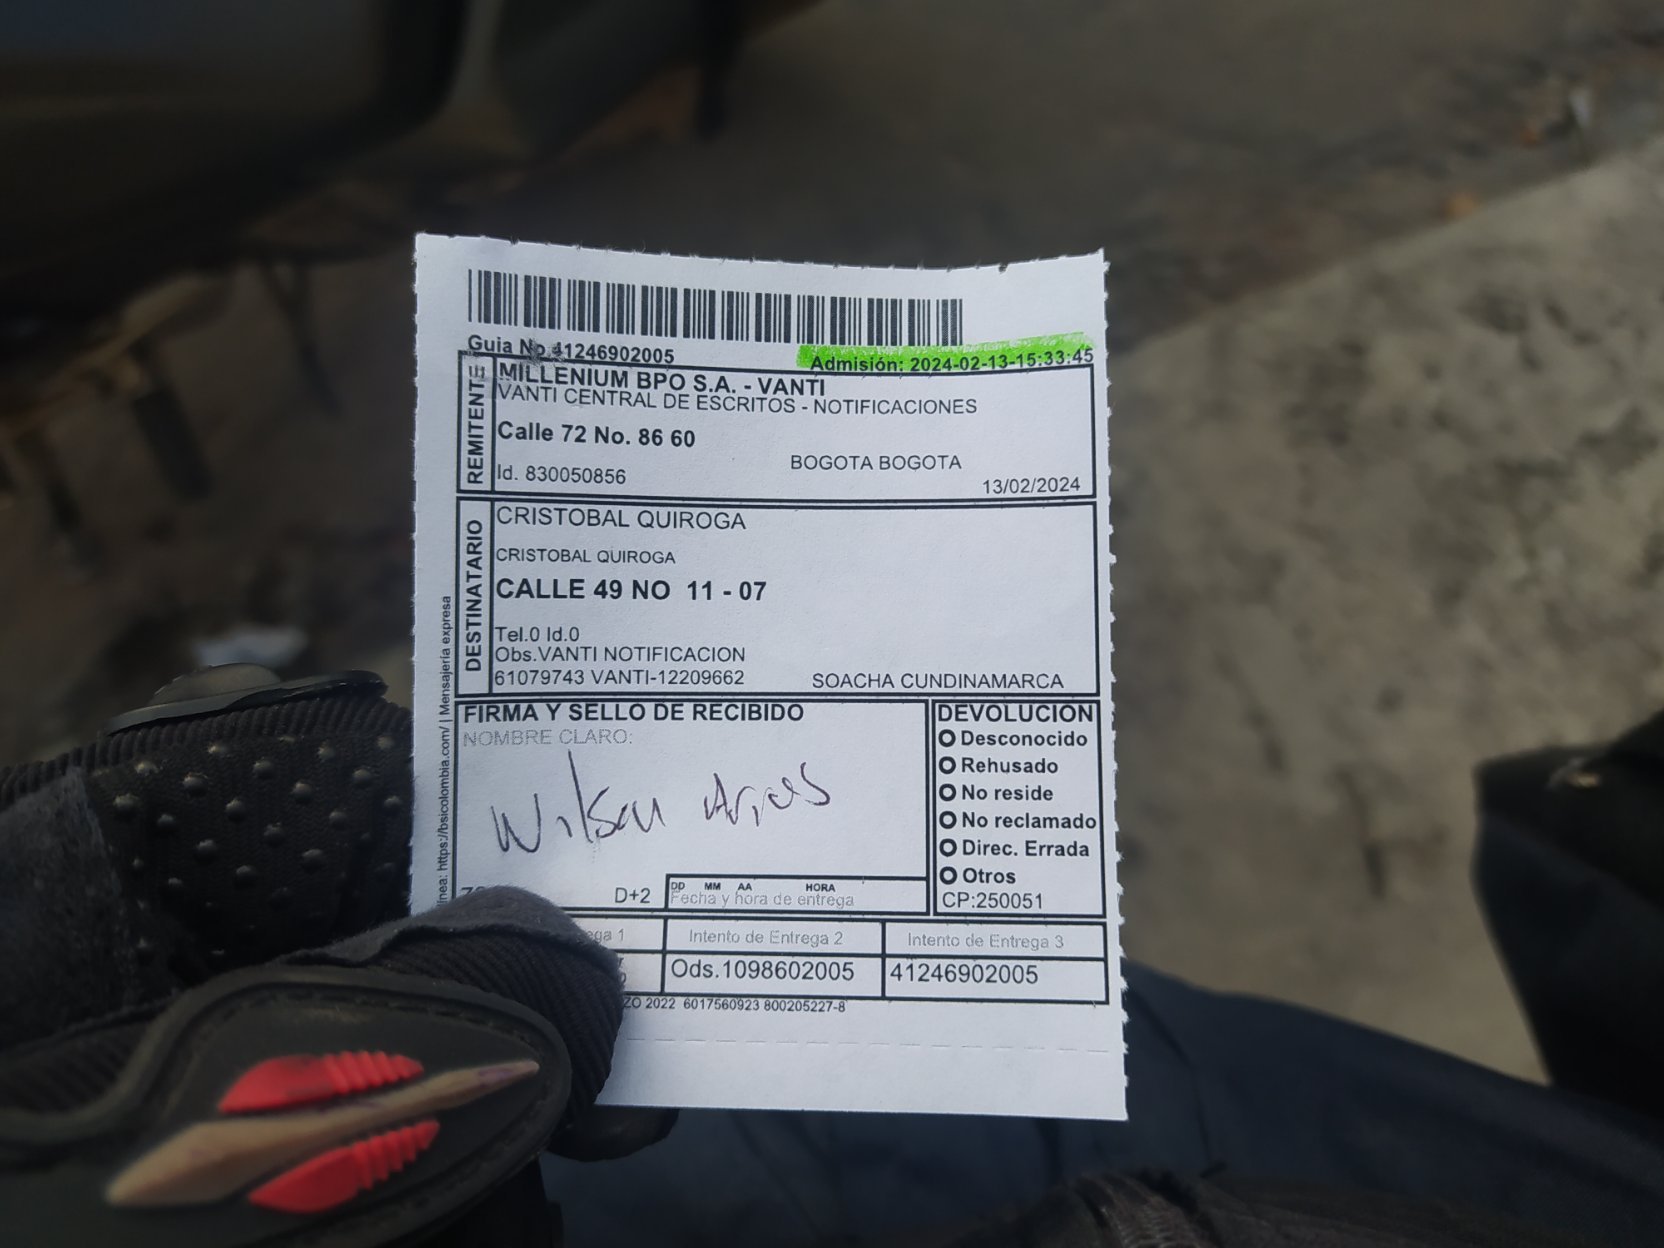 Guia No.41246902005
Admisión: 2024-02-13-15:33:45
REMITENTE
MILLENIUM BPO S.A. - VANTI
VANTI CENTRAL DE ESCRITOS - NOTIFICACIONES
Calle 72 No. 86 60
BOGOTA BOGOTA
Id. 830050856
13/02/2024
DESTINATARIO
CRISTOBAL QUIROGA
CRISTOBAL QUIROGA
CALLE 49 NO 11 - 07
Tel.0 Id.0
Obs.VANTI NOTIFICACION
61079743 VANTI-12209662
SOACHA CUNDINAMARCA
línea: https://bsicolombia.com/ | Mensajería expresa
FIRMA Y SELLO DE RECIBIDO
NOMBRE CLARO:
Wilson
D+2
DD MM AA HORA
Fecha y hora de entrega
DEVOLUCION
Desconocido
Rehusado
No reside
No reclamado
Direc. Errada
Otros
CP:250051
1
Intento de Entrega 2
Intento de Entrega 3
Ods.1098602005
41246902005
2022 6017560923 800205227-8